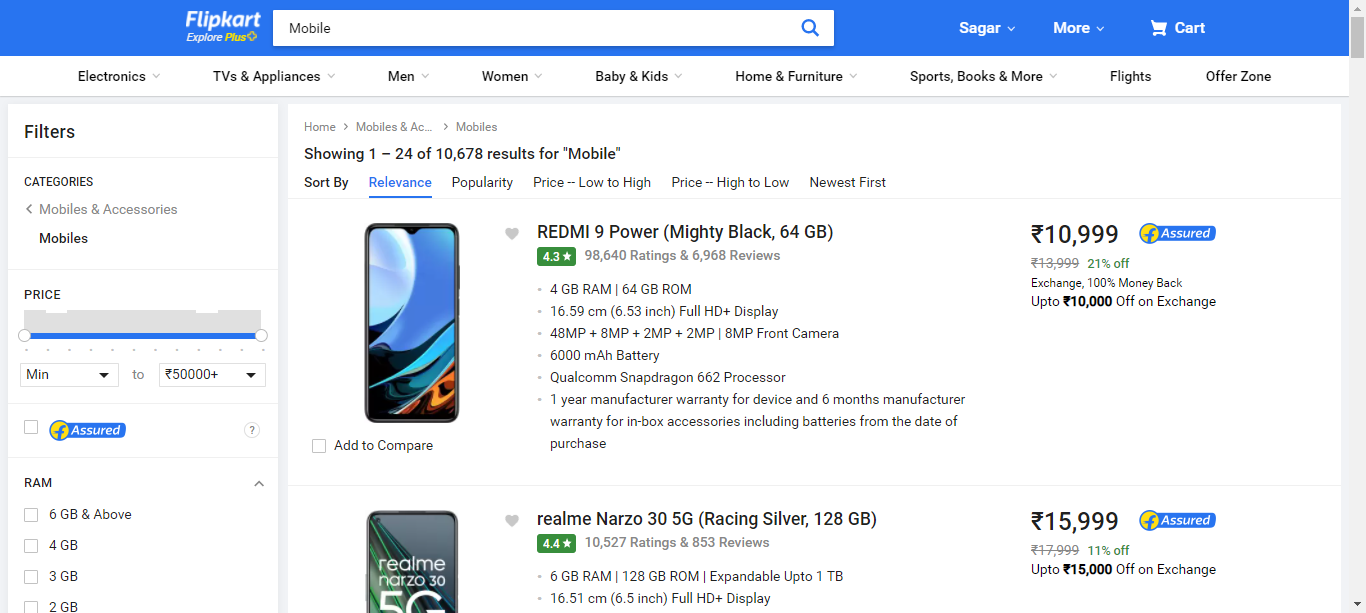 Flipkart
Explore Plus
Mobile
Sagar
More
Cart
Electronics
TVs & Appliances
Men
Women
Baby & Kids
Home & Furniture
Sports, Books & More
Flights
Offer Zone
Filters
CATEGORIES
Mobiles & Accessories
Mobiles
PRICE
Min
to
₹50000+
Assured
?
RAM
6 GB & Above
4 GB
3 GB
2 GB
Home > Mobiles & Ac... > Mobiles
Showing 1 – 24 of 10,678 results for "Mobile"
Sort By Relevance Popularity Price -- Low to High Price -- High to Low Newest First
REDMI 9 Power (Mighty Black, 64 GB)
4.3 ★ 98,640 Ratings & 6,968 Reviews
4 GB RAM | 64 GB ROM
16.59 cm (6.53 inch) Full HD+ Display
48MP + 8MP + 2MP + 2MP | 8MP Front Camera
6000 mAh Battery
Qualcomm Snapdragon 662 Processor
1 year manufacturer warranty for device and 6 months manufacturer
warranty for in-box accessories including batteries from the date of
purchase
Add to Compare
₹10,999 Assured
₹13,999 21% off
Exchange, 100% Money Back
Upto ₹10,000 Off on Exchange
realme
narzo 30
5G
realme Narzo 30 5G (Racing Silver, 128 GB)
4.4 ★ 10,527 Ratings & 853 Reviews
6 GB RAM | 128 GB ROM | Expandable Upto 1 TB
16.51 cm (6.5 inch) Full HD+ Display
₹15,999 Assured
₹17,999 11% off
Upto ₹15,000 Off on Exchange